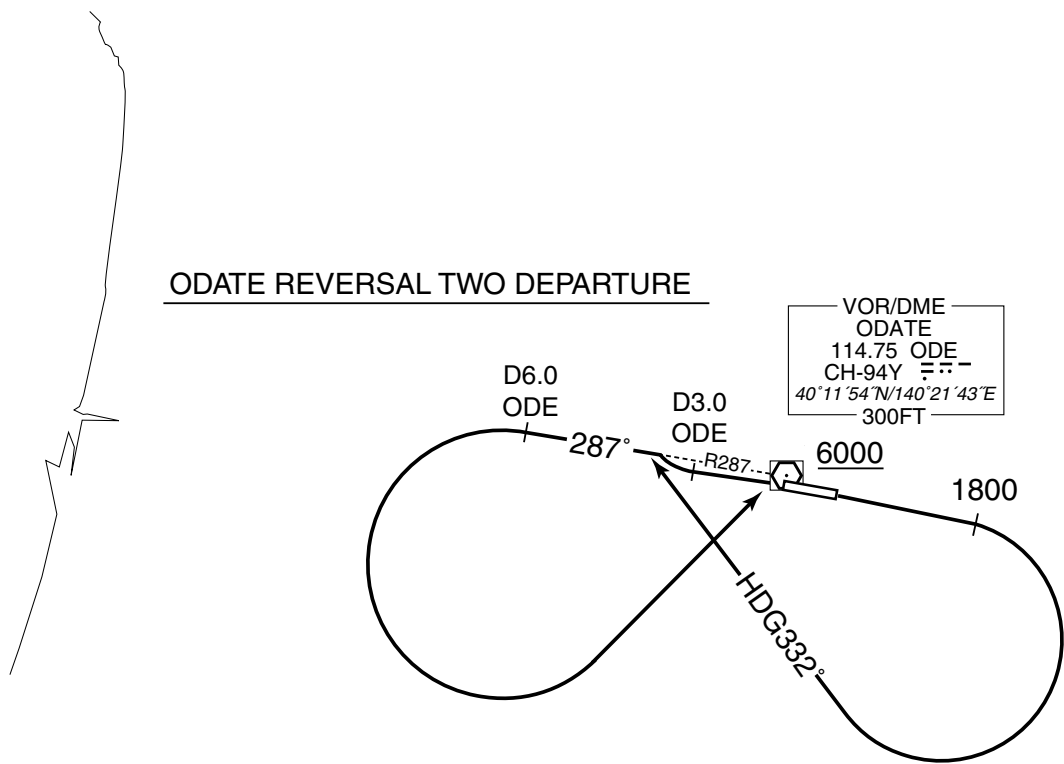 ODATE REVERSAL TWO DEPARTURE
VOR/DME
ODATE
114.75 ODE
CH-94Y
40°11´54˝N/140°21´43˝E
300FT
D6.0
ODE
D3.0
ODE
287°
R287
6000
1800
HDG332°